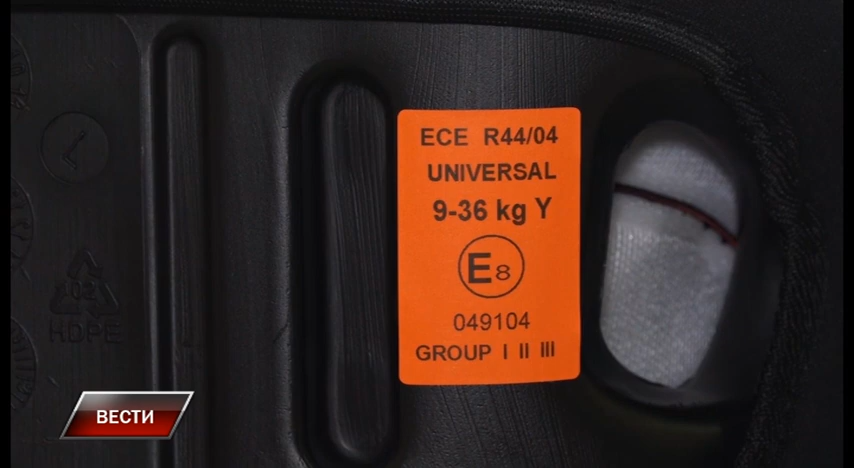 ECE R44/04
UNIVERSAL
9-36 kg Y
E8
049104
GROUP I II III
02
HDPE
ВЕСТИ